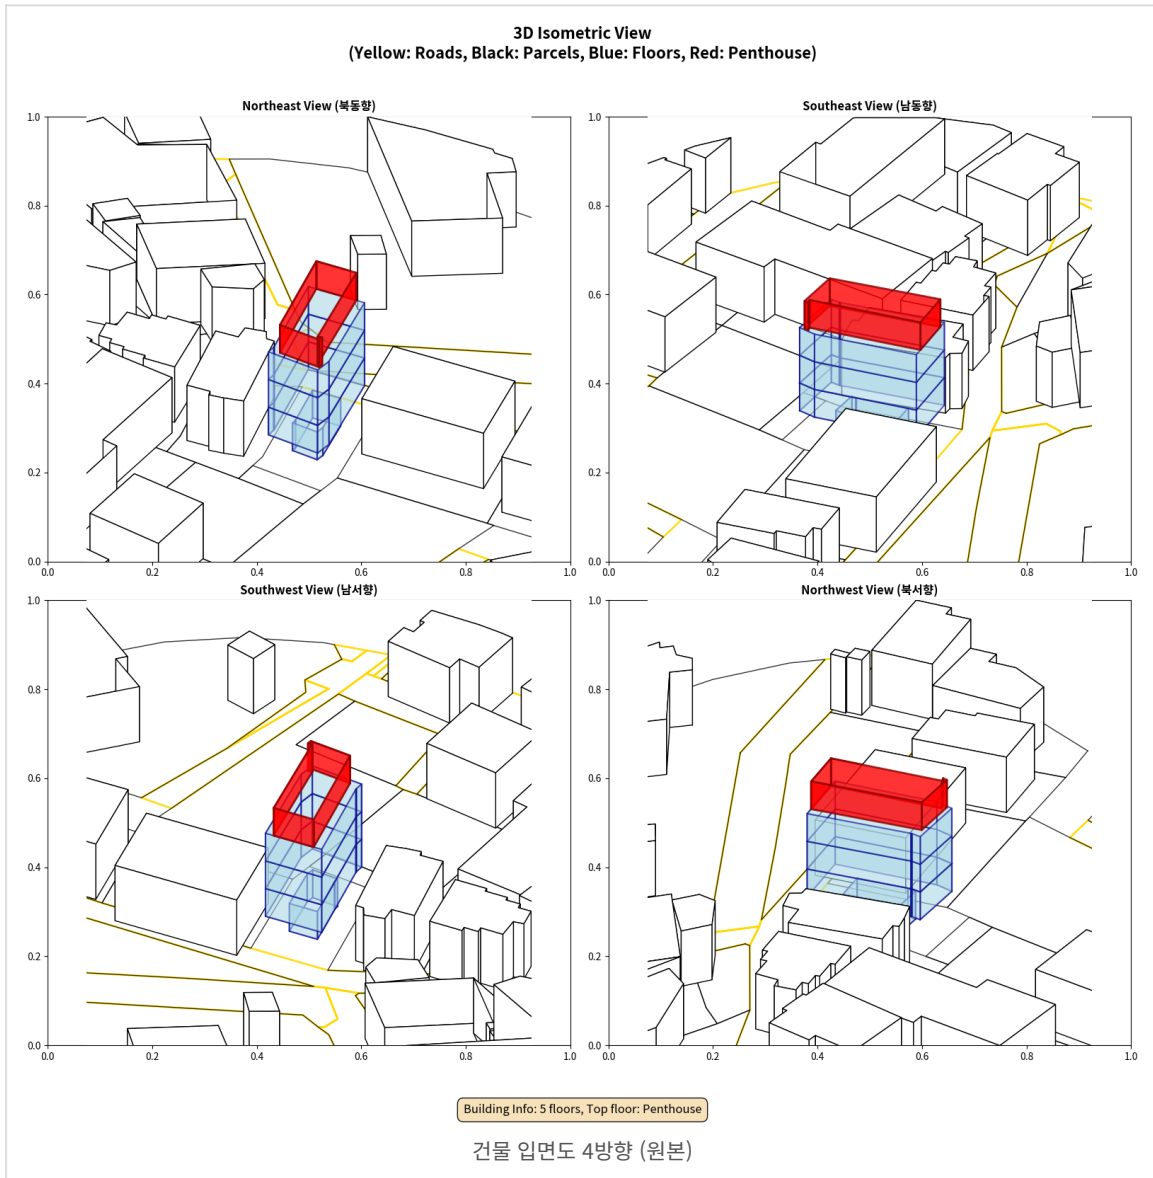 3D Isometric View
(Yellow: Roads, Black: Parcels, Blue: Floors, Red: Penthouse)
Northeast View (북동향)
1.0
0.8
0.6
0.4
0.2
0.0
0.0 0.2 0.4 0.6 0.8 1.0
Southeast View (남동향)
1.0
0.8
0.6
0.4
0.2
0.0
0.0 0.2 0.4 0.6 0.8 1.0
Southwest View (남서향)
1.0
0.8
0.6
0.4
0.2
0.0
0.0 0.2 0.4 0.6 0.8 1.0
Northwest View (북서향)
1.0
0.8
0.6
0.4
0.2
0.0
0.0 0.2 0.4 0.6 0.8 1.0
Building Info: 5 floors, Top floor: Penthouse
건물 입면도 4방향 (원본)